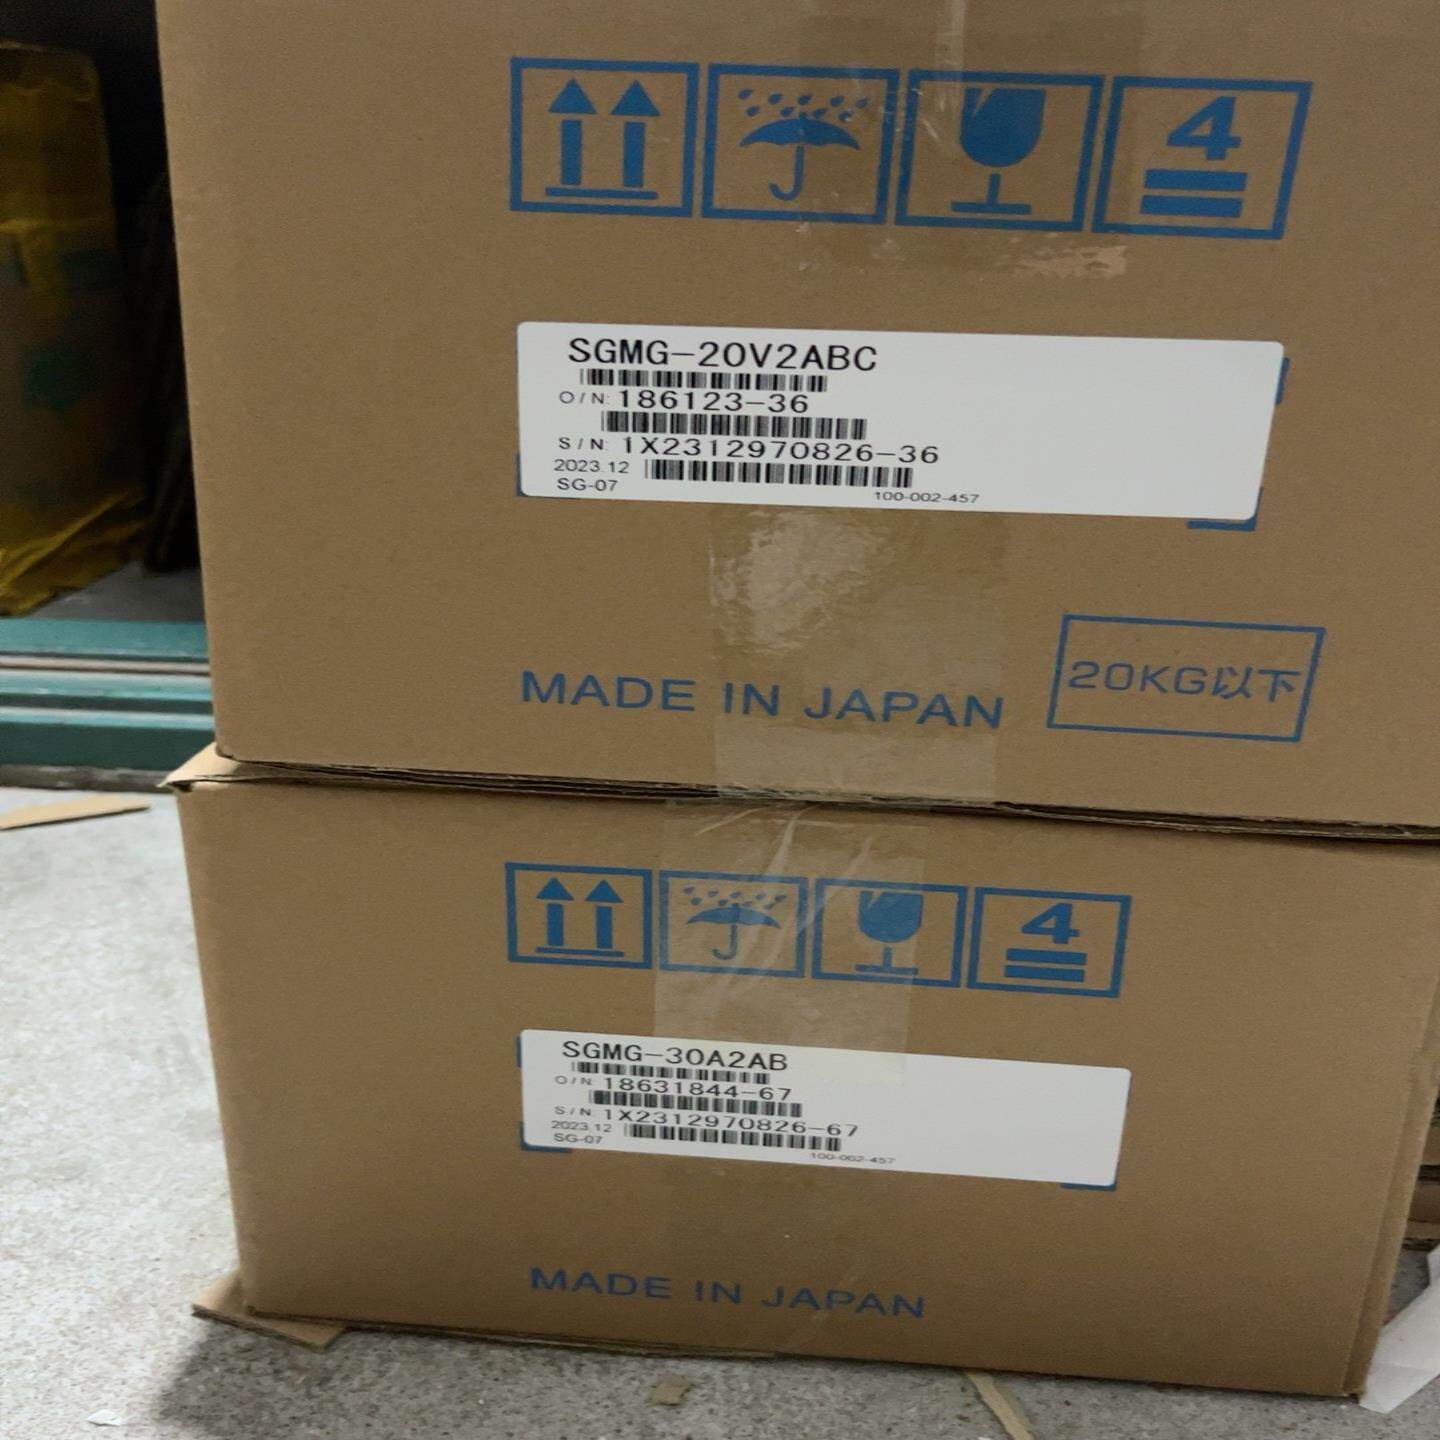 4
SGMG-20V2ABC
O/N: 186123-36
S/N: 1X2312970826-36
2023.12
SG-07
100-002-457
MADE IN JAPAN
20KG以下
4
SGMG-30A2AB
O/N: 18631844-67
S/N: 1X2312970826-67
2023.12
SG-07
100-002-457
MADE IN JAPAN